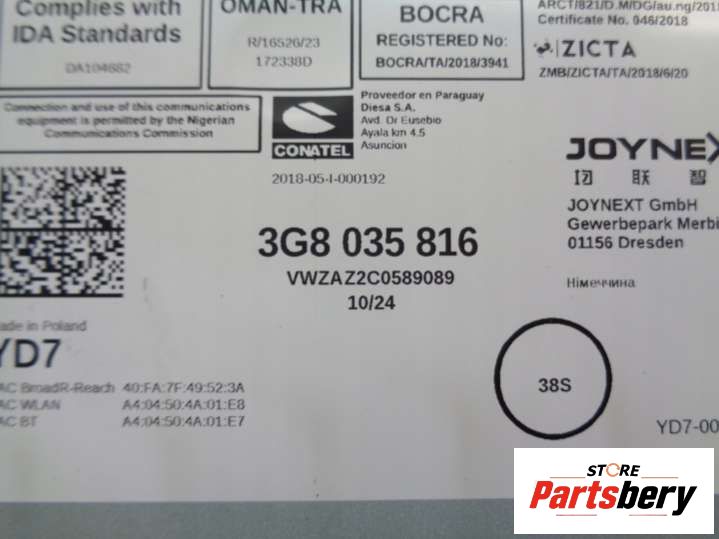 Complies with
IDA Standards
DA104682
OMAN-TRA
R/16526/23
172338D
BOCRA
REGISTERED No:
BOCRA/TA/2018/3941
ARCT/821/D.M/DG/au.ng/201
Certificate No. 046/2018
ZICTA
ZMB/ZICTA/TA/2018/6/20
Connection and use of this communications
equipment is permitted by the Nigerian
Communications Commission
CONATEL
2018-05-I-000192
Proveedor en Paraguay
Diesa S.A.
Avd. Dr Eusebio
Ayala km 4.5
Asuncion
JOYNEX
联 智
JOYNEXT GmbH
Gewerbepark Merbi
01156 Dresden
Німеччина
3G8 035 816
VWZAZ2C0589089
10/24
ade in Poland
YD7
AC BroadR-Reach 40:FA:7F:49:52:3A
AC WLAN A4:04:50:4A:01:E8
AC BT A4:04:50:4A:01:E7
38S
YD7-00
STORE
Partsbery